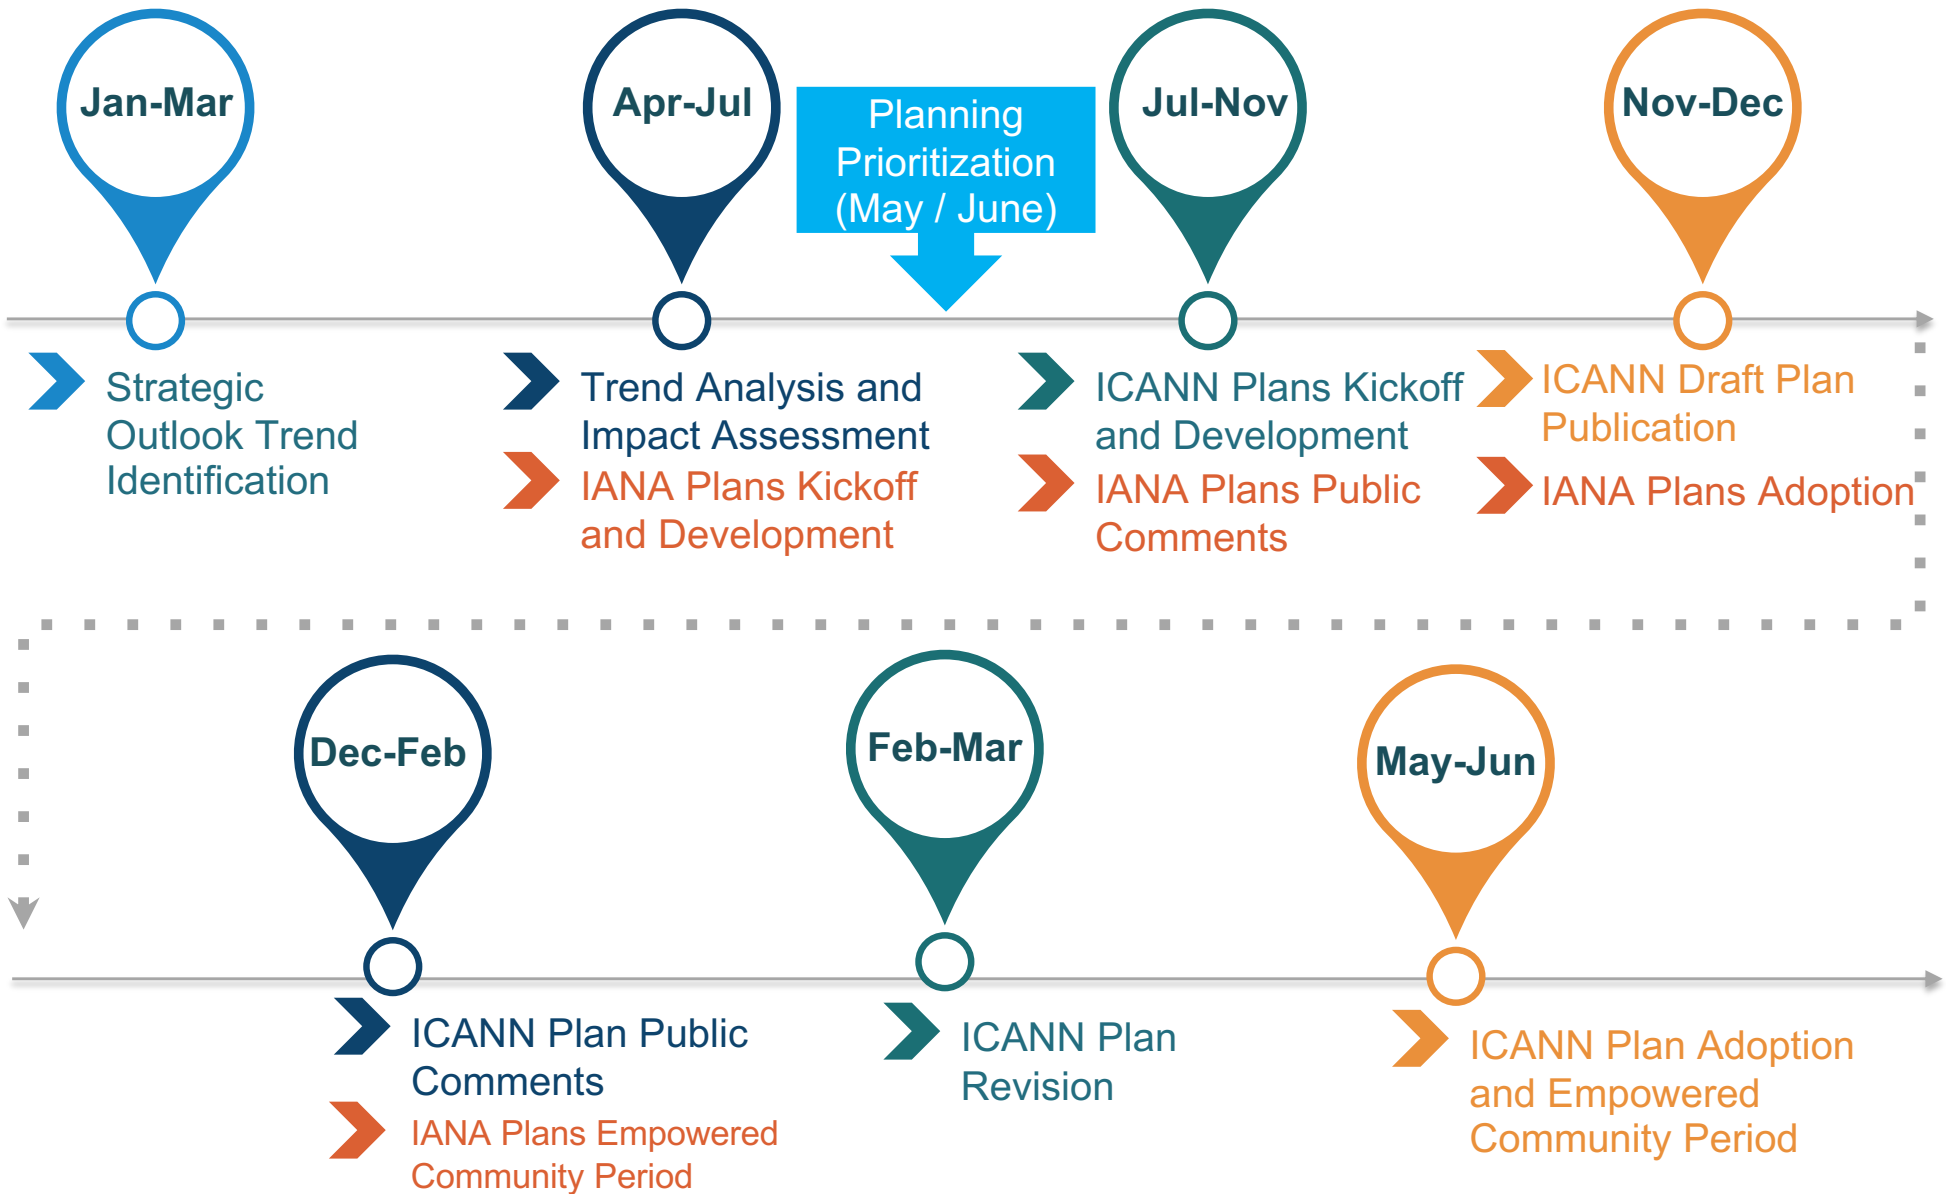 Jan-Mar
Apr-Jul
Planning
Prioritization
(May / June)
Jul-Nov
Nov-Dec
Strategic
Outlook Trend
Identification
Trend Analysis and
Impact Assessment
IANA Plans Kickoff
and Development
ICANN Plans Kickoff
and Development
IANA Plans Public
Comments
ICANN Draft Plan
Publication
IANA Plans Adoption
Dec-Feb
Feb-Mar
May-Jun
ICANN Plan Public
Comments
IANA Plans Empowered
Community Period
ICANN Plan
Revision
ICANN Plan Adoption
and Empowered
Community Period